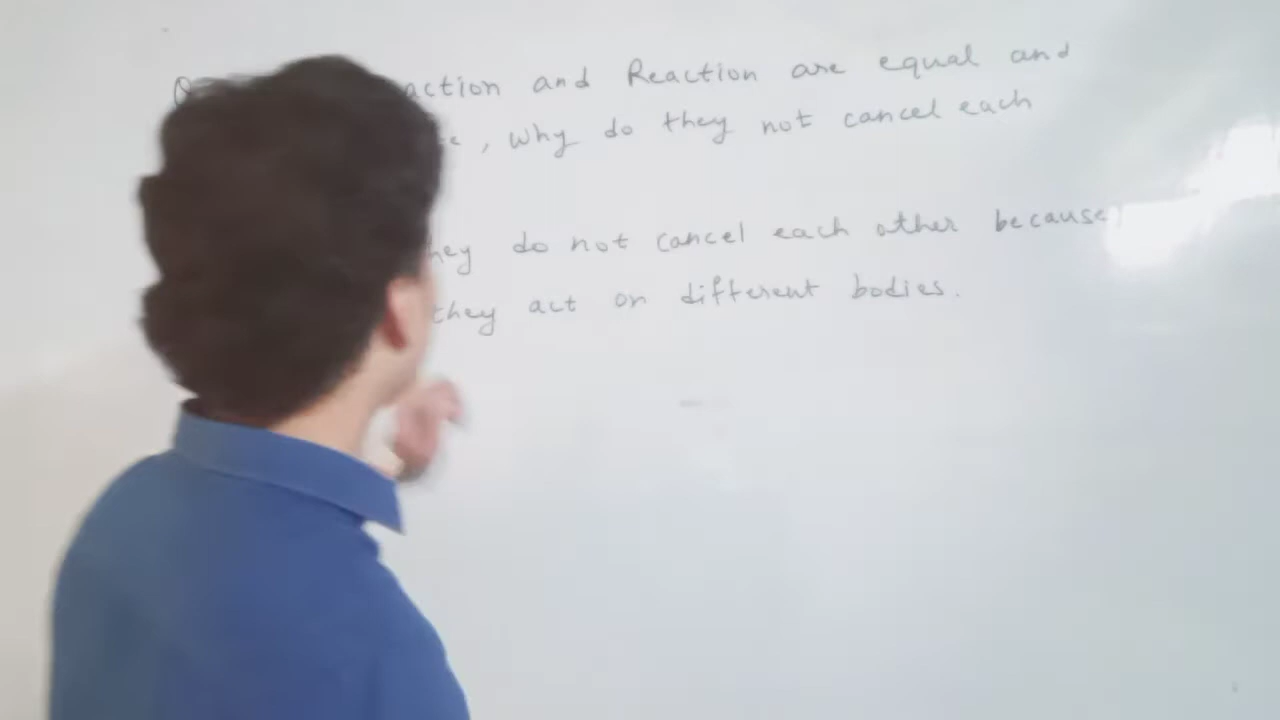 action and Reaction are equal and
, why do they not cancel each
do not cancel each other because
they act on different bodies.